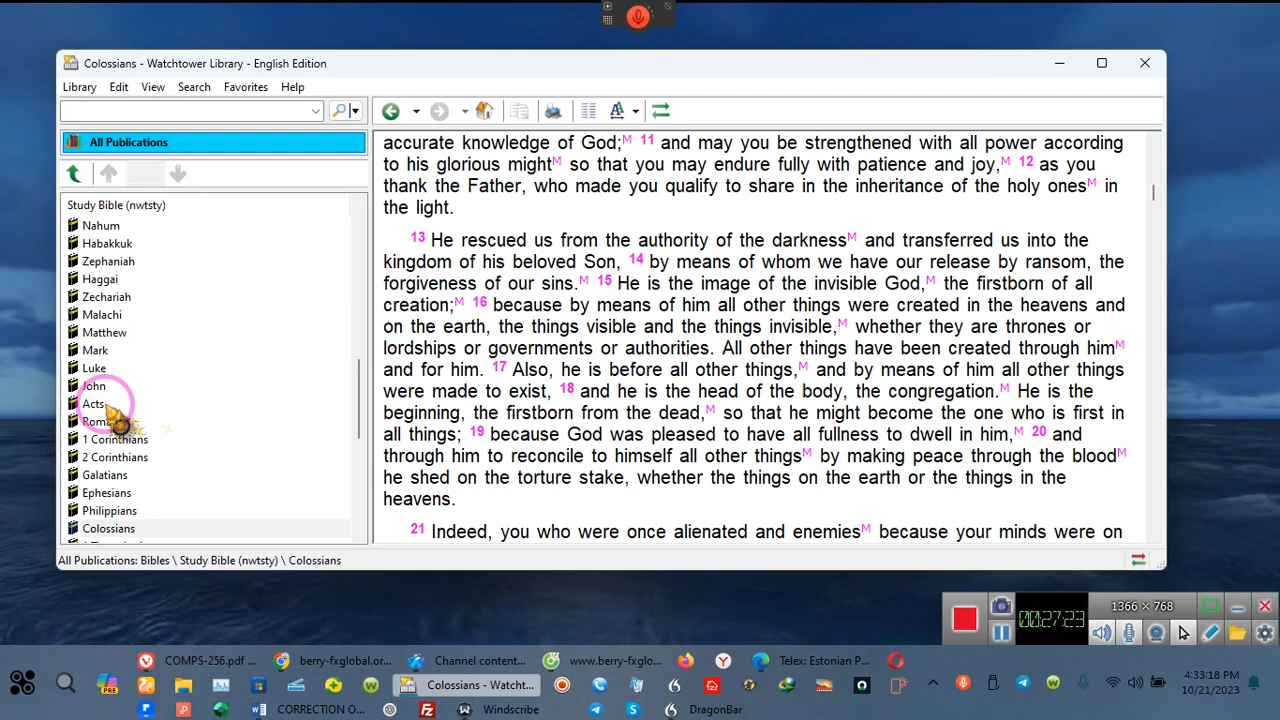 Colossians - Watchtower Library - English Edition
Library Edit View Search Favorites Help
All Publications
Study Bible (nwtsty)
Nahum
Habakkuk
Zephaniah
Haggai
Zechariah
Malachi
Matthew
Mark
Luke
John
Acts
1 Corinthians
2 Corinthians
Galatians
Ephesians
Philippians
Colossians
accurate knowledge of God;M 11 and may you be strengthened with all power according
to his glorious mightM so that you may endure fully with patience and joy,M 12 as you
thank the Father, who made you qualify to share in the inheritance of the holy onesM in
the light.
13 He rescued us from the authority of the darknessM and transferred us into the
kingdom of his beloved Son, 14 by means of whom we have our release by ransom, the
forgiveness of our sins.M 15 He is the image of the invisible God,M the firstborn of all
creation;M 16 because by means of him all other things were created in the heavens and
on the earth, the things visible and the things invisible,M whether they are thrones or
lordships or governments or authorities. All other things have been created through himM
and for him. 17 Also, he is before all other things,M and by means of him all other things
were made to exist, 18 and he is the head of the body, the congregation.M He is the
beginning, the firstborn from the dead,M so that he might become the one who is first in
all things; 19 because God was pleased to have all fullness to dwell in him,M 20 and
through him to reconcile to himself all other thingsM by making peace through the bloodM
he shed on the torture stake, whether the things on the earth or the things in the
heavens.
21 Indeed, you who were once alienated and enemiesM because your minds were on
All Publications: Bibles \ Study Bible (nwtsty) \ Colossians
00:27:23
1366 × 768
COMPS-256.pdf ...
berry-fxglobal.or...
Channel content...
www.berry-fxglo...
Telex: Estonian P...
PRE
Colossians - Watcht...
4:33:18 PM
10/21/2023
CORRECTION O...
Windscribe
DragonBar